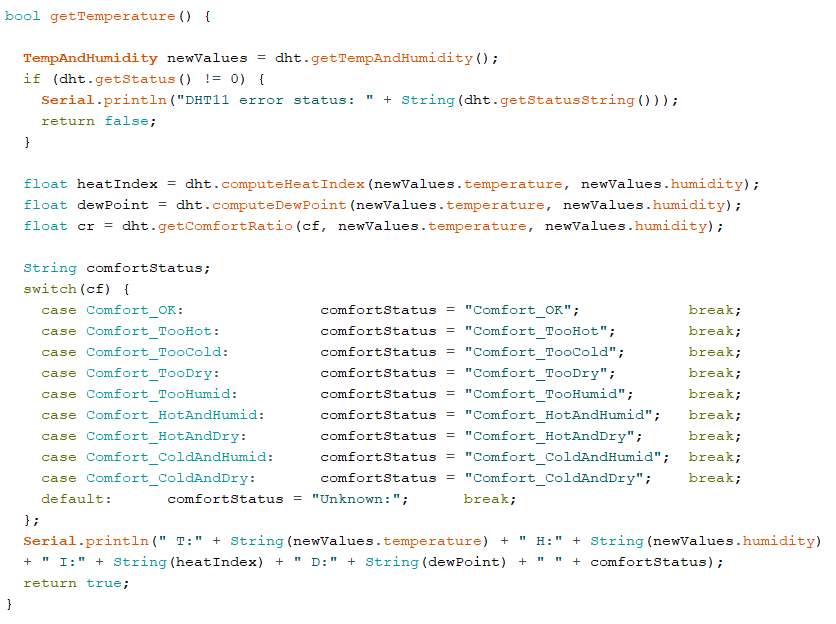 bool getTemperature() {
TempAndHumidity newValues = dht.getTempAndHumidity();
if (dht.getStatus() != 0) {
Serial.println("DHT11 error status: " + String(dht.getStatusString()));
return false;
}
float heatIndex = dht.computeHeatIndex(newValues.temperature, newValues.humidity);
float dewPoint = dht.computeDewPoint(newValues.temperature, newValues.humidity);
float cr = dht.getComfortRatio(cf, newValues.temperature, newValues.humidity);
String comfortStatus;
switch(cf) {
case Comfort_OK: comfortStatus = "Comfort_OK"; break;
case Comfort_TooHot: comfortStatus = "Comfort_TooHot"; break;
case Comfort_TooCold: comfortStatus = "Comfort_TooCold"; break;
case Comfort_TooDry: comfortStatus = "Comfort_TooDry"; break;
case Comfort_TooHumid: comfortStatus = "Comfort_TooHumid"; break;
case Comfort_HotAndHumid: comfortStatus = "Comfort_HotAndHumid"; break;
case Comfort_HotAndDry: comfortStatus = "Comfort_HotAndDry"; break;
case Comfort_ColdAndHumid: comfortStatus = "Comfort_ColdAndHumid"; break;
case Comfort_ColdAndDry: comfortStatus = "Comfort_ColdAndDry"; break;
default: comfortStatus = "Unknown:"; break;
};
Serial.println(" T:" + String(newValues.temperature) + " H:" + String(newValues.humidity)
+ " I:" + String(heatIndex) + " D:" + String(dewPoint) + " " + comfortStatus);
return true;
}